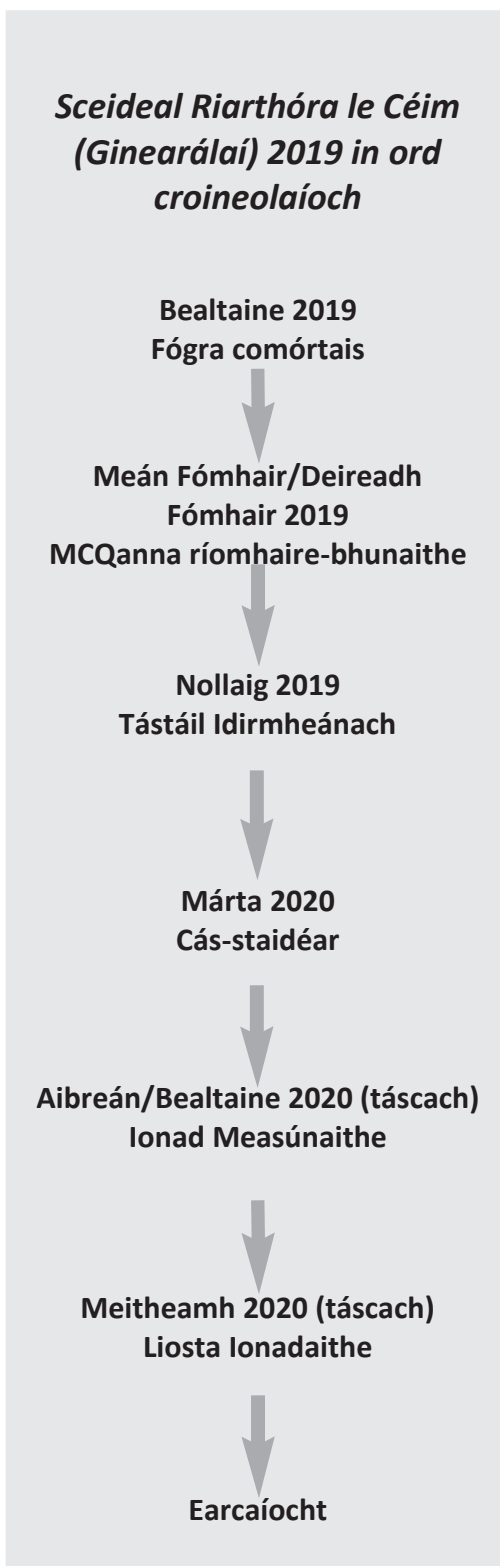 Sceideal Riarthóra le Céim
(Ginearálaí) 2019 in ord
croineolaíoch
Bealtaine 2019
Fógra comórtais
Meán Fómhair/Deireadh
Fómhair 2019
MCQanna ríomhaire-bhunaithe
Nollaig 2019
Tástáil Idirmheánach
Márta 2020
Cás-staidéar
Aibreán/Bealtaine 2020 (táscach)
Ionad Measúnaithe
Meitheamh 2020 (táscach)
Liosta Ionadaithe
Earcaíocht